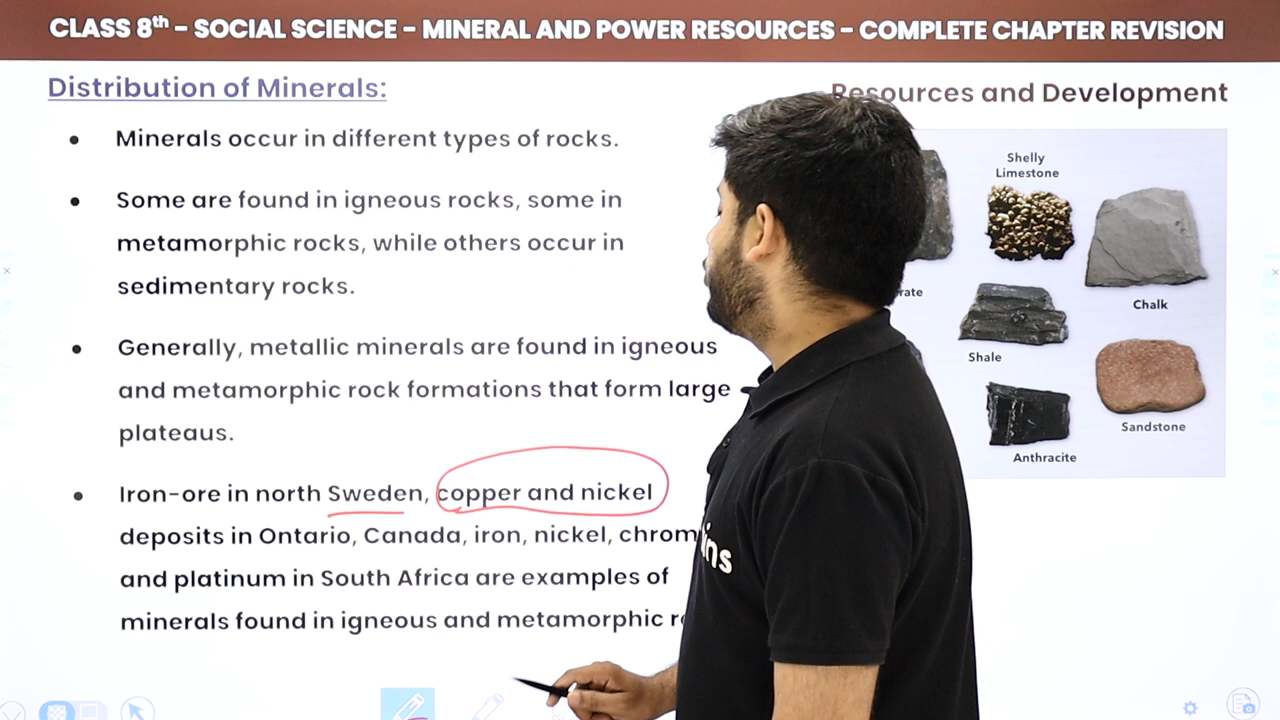 CLASS 8th – SOCIAL SCIENCE – MINERAL AND POWER RESOURCES – COMPLETE CHAPTER REVISION
Distribution of Minerals:
Resources and Development
• Minerals occur in different types of rocks.
• Some are found in igneous rocks, some in
metamorphic rocks, while others occur in
sedimentary rocks.
• Generally, metallic minerals are found in igneous
and metamorphic rock formations that form large
plateaus.
• Iron-ore in north Sweden, copper and nickel
deposits in Ontario, Canada, iron, nickel,
and platinum in South Africa are examples of
minerals found in igneous and metamorphic
Shelly
Limestone
Chalk
Shale
Sandstone
Anthracite